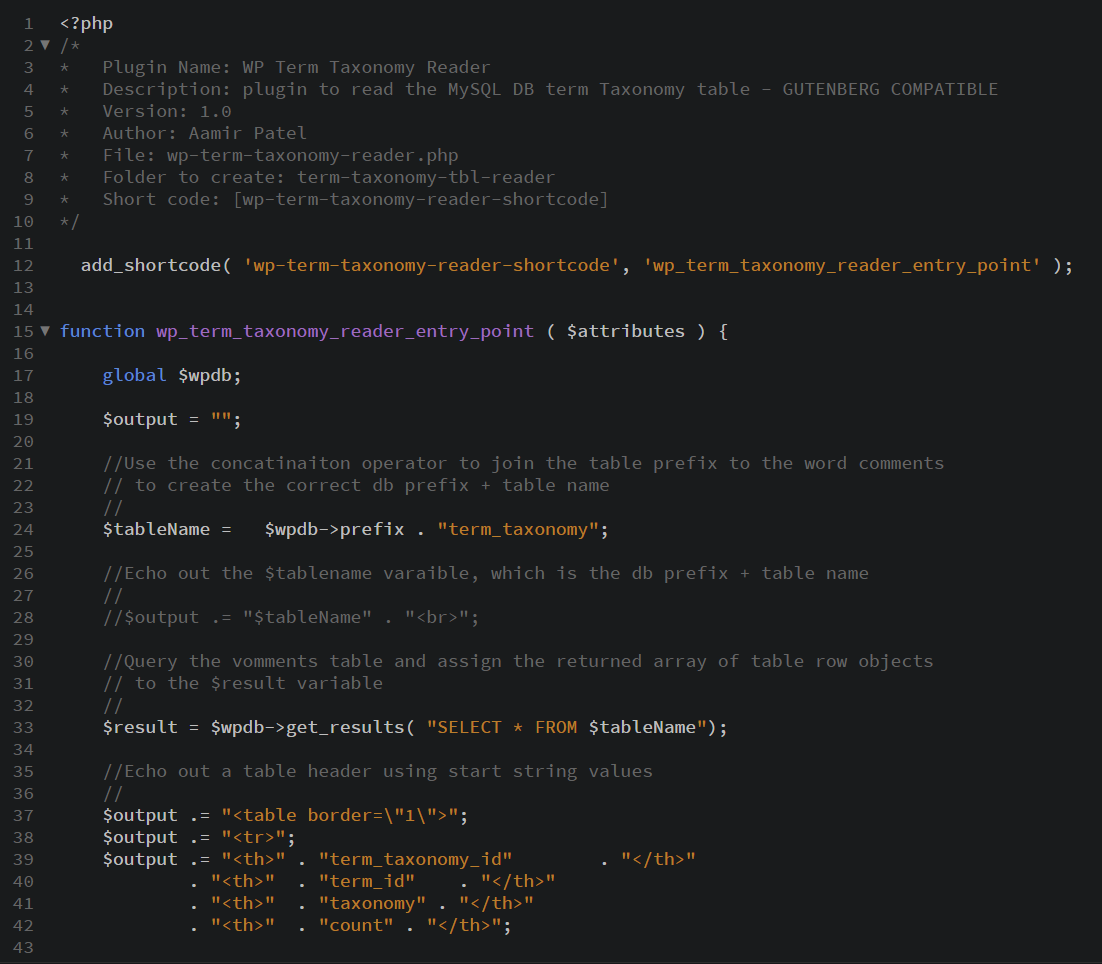 1 <?php
2 ▼ /*
3 *   Plugin Name: WP Term Taxonomy Reader
4 *   Description: plugin to read the MySQL DB term Taxonomy table - GUTENBERG COMPATIBLE
5 *   Version: 1.0
6 *   Author: Aamir Patel
7 *   File: wp-term-taxonomy-reader.php
8 *   Folder to create: term-taxonomy-tbl-reader
9 *   Short code: [wp-term-taxonomy-reader-shortcode]
10 */
11
12   add_shortcode( 'wp-term-taxonomy-reader-shortcode', 'wp_term_taxonomy_reader_entry_point' );
13
14
15 ▼ function wp_term_taxonomy_reader_entry_point ( $attributes ) {
16
17     global $wpdb;
18
19     $output = "";
20
21     //Use the concatinaiton operator to join the table prefix to the word comments
22     // to create the correct db prefix + table name
23     //
24     $tableName =   $wpdb->prefix . "term_taxonomy";
25
26     //Echo out the $tablename varaible, which is the db prefix + table name
27     //
28     //$output .= "$tableName" . "<br>";
29
30     //Query the vomments table and assign the returned array of table row objects
31     // to the $result variable
32     //
33     $result = $wpdb->get_results( "SELECT * FROM $tableName");
34
35     //Echo out a table header using start string values
36     //
37     $output .= "<table border=\"1\">";
38     $output .= "<tr>";
39     $output .= "<th>" . "term_taxonomy_id"        . "</th>"
40             . "<th>"  . "term_id"    . "</th>"
41             . "<th>"  . "taxonomy" . "</th>"
42             . "<th>"  . "count" . "</th>";
43